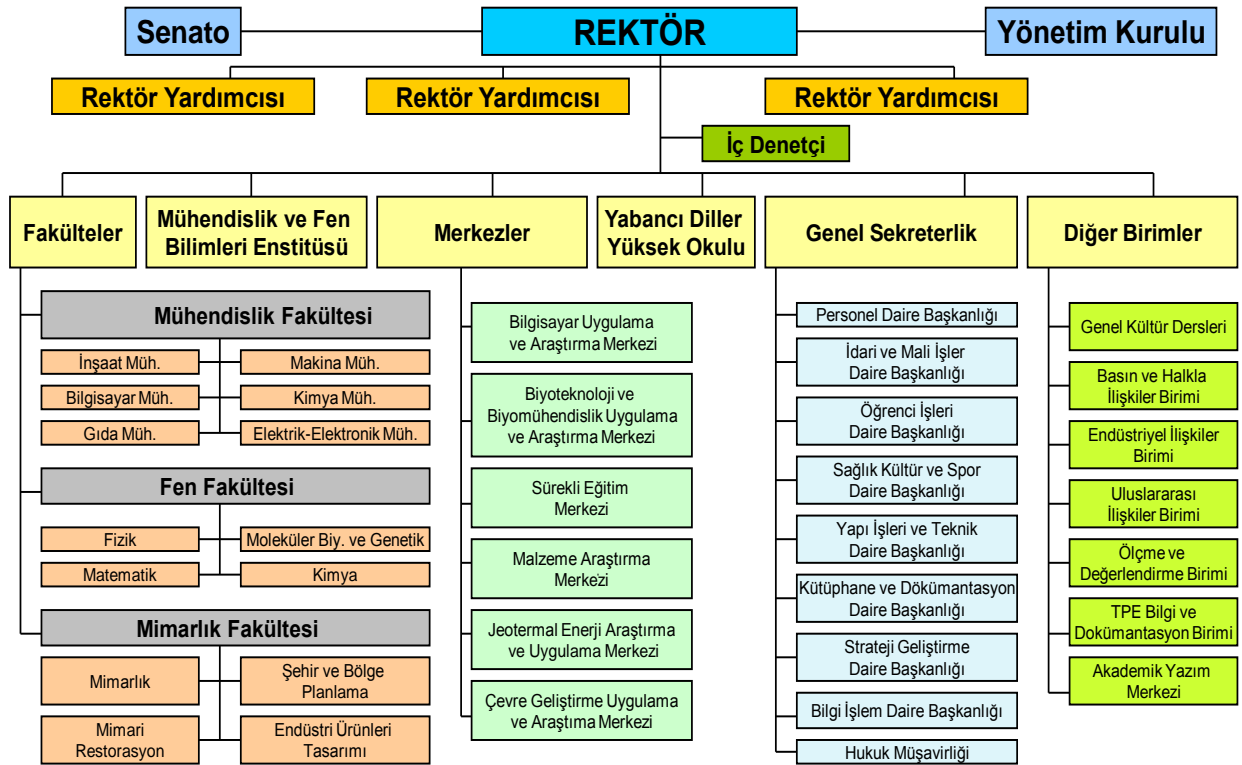 Senato
REKTÖR
Yönetim Kurulu
Rektör Yardımcısı
Rektör Yardımcısı
Rektör Yardımcısı
İç Denetçi
Fakülteler
Mühendislik ve Fen
Bilimleri Enstitüsü
Merkezler
Yabancı Diller
Yüksek Okulu
Genel Sekreterlik
Diğer Birimler
Mühendislik Fakültesi
İnşaat Müh.
Makina Müh.
Bilgisayar Müh.
Kimya Müh.
Gıda Müh.
Elektrik-Elektronik Müh.
Fen Fakültesi
Fizik
Moleküler Biy. ve Genetik
Matematik
Kimya
Mimarlık Fakültesi
Mimarlık
Şehir ve Bölge
Planlama
Mimari
Restorasyon
Endüstri Ürünleri
Tasarımı
Bilgisayar Uygulama
ve Araştırma Merkezi
Biyoteknoloji ve
Biyomühendislik Uygulama
ve Araştırma Merkezi
Sürekli Eğitim
Merkezi
Malzeme Araştırma
Merkezi
Jeotermal Enerji Araştırma
ve Uygulama Merkezi
Çevre Geliştirme Uygulama
ve Araştıma Merkezi
Personel Daire Başkanlığı
İdari ve Mali İşler
Daire Başkanlığı
Öğrenci İşleri
Daire Başkanlığı
Sağlık Kültür ve Spor
Daire Başkanlığı
Yapı İşleri ve Teknik
Daire Başkanlığı
Kütüphane ve Dökümantasyon
Daire Başkanlığı
Strateji Geliştirme
Daire Başkanlığı
Bilgi İşlem Daire Başkanlığı
Hukuk Müşavirliği
Genel Kültür Dersleri
Basın ve Halkla
İlişkiler Birimi
Endüstriyel İlişkiler
Birimi
Uluslararası
İlişkiler Birimi
Ölçme ve
Değerlendirme Birimi
TPE Bilgi ve
Dokümantasyon Birimi
Akademik Yazım
Merkezi